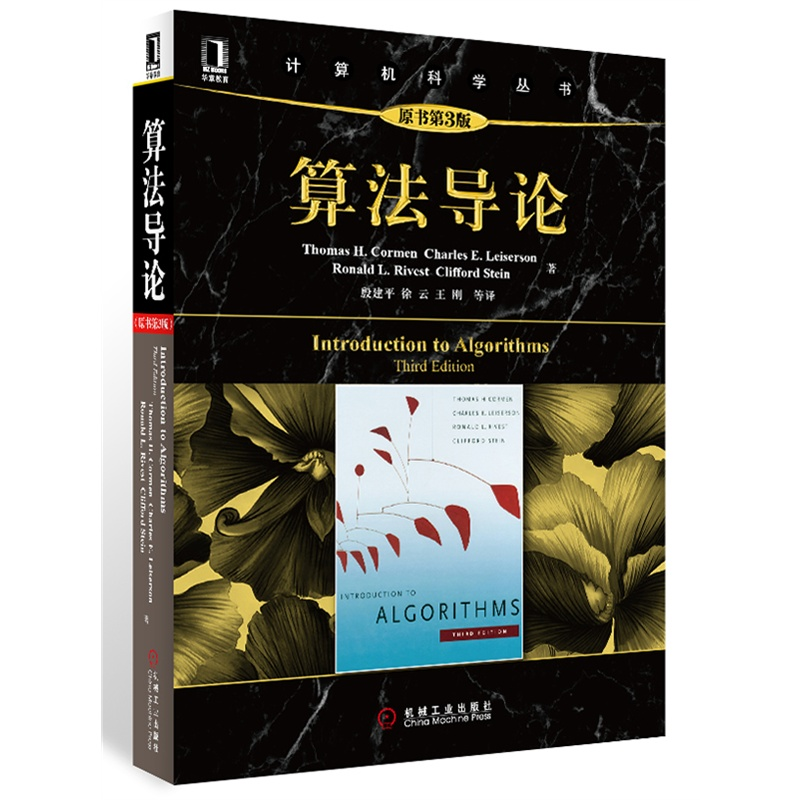 华章教育
算法导论
(原书第3版)
Introduction to Algorithms
Third Edition
Thomas H. Cormen Charles E. Leiserson
Ronald L. Rivest Clifford Stein
著
机械工业出版社
China Machine Press
华章教育
计算机科学丛书
原书第3版
算法导论
Thomas H. Cormen Charles E. Leiserson
Ronald L. Rivest Clifford Stein 著
殷建平 徐云 王刚 等译
Introduction to Algorithms
Third Edition
THOMAS H. CORMEN
CHARLES E. LEISERSON
RONALD L. RIVEST
CLIFFORD STEIN
INTRODUCTION TO
ALGORITHMS
THIRD EDITION
机械工业出版社
China Machine Press